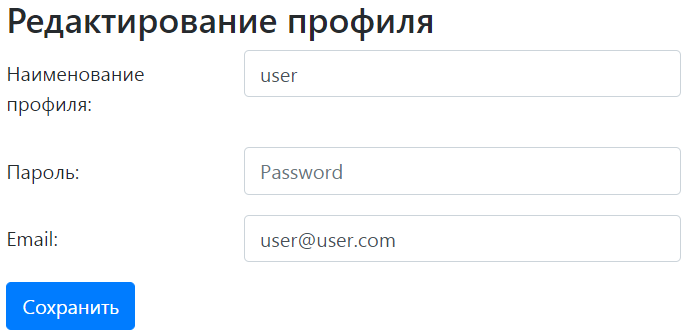 Редактирование профиля
Наименование
профиля:
user
Пароль:
Password
Email:
user@user.com
Сохранить